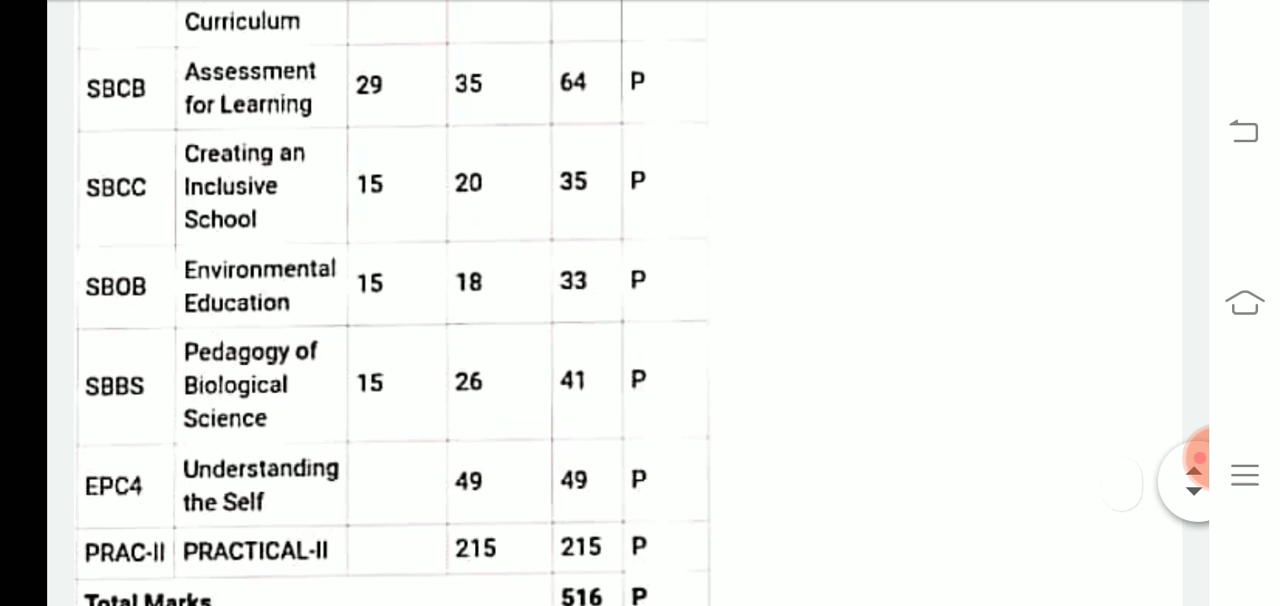 Curriculum
SBCB Assessment for Learning 29 35 64 P
SBCC Creating an Inclusive School 15 20 35 P
SBOB Environmental Education 15 18 33 P
SBBS Pedagogy of Biological Science 15 26 41 P
EPC4 Understanding the Self 49 49 P
PRAC-II PRACTICAL-II 215 215 P
Total Marks 516 P